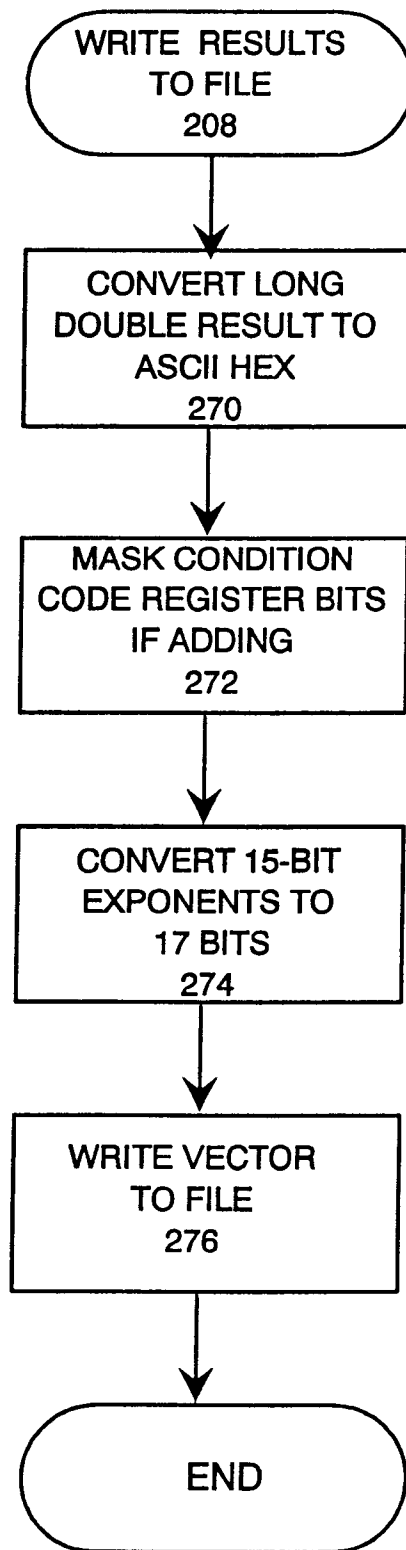 WRITE RESULTS
TO FILE
208
CONVERT LONG
DOUBLE RESULT TO
ASCII HEX
270
MASK CONDITION
CODE REGISTER BITS
IF ADDING
272
CONVERT 15-BIT
EXPONENTS TO
17 BITS
274
WRITE VECTOR
TO FILE
276
END